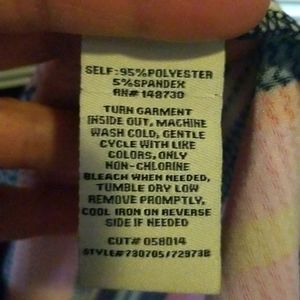 SELF: 95%POLYESTER
5%SPANDEX
RN# 148730
TURN GARMENT
INSIDE OUT, MACHINE
WASH COLD, GENTLE
CYCLE WITH LIKE
COLORS, ONLY
NON-CHLORINE
BLEACH WHEN NEEDED,
TUMBLE DRY LOW
REMOVE PROMPTLY,
COOL IRON ON REVERSE
SIDE IF NEEDED
CUT# 058014
STYLE#730705/72973B